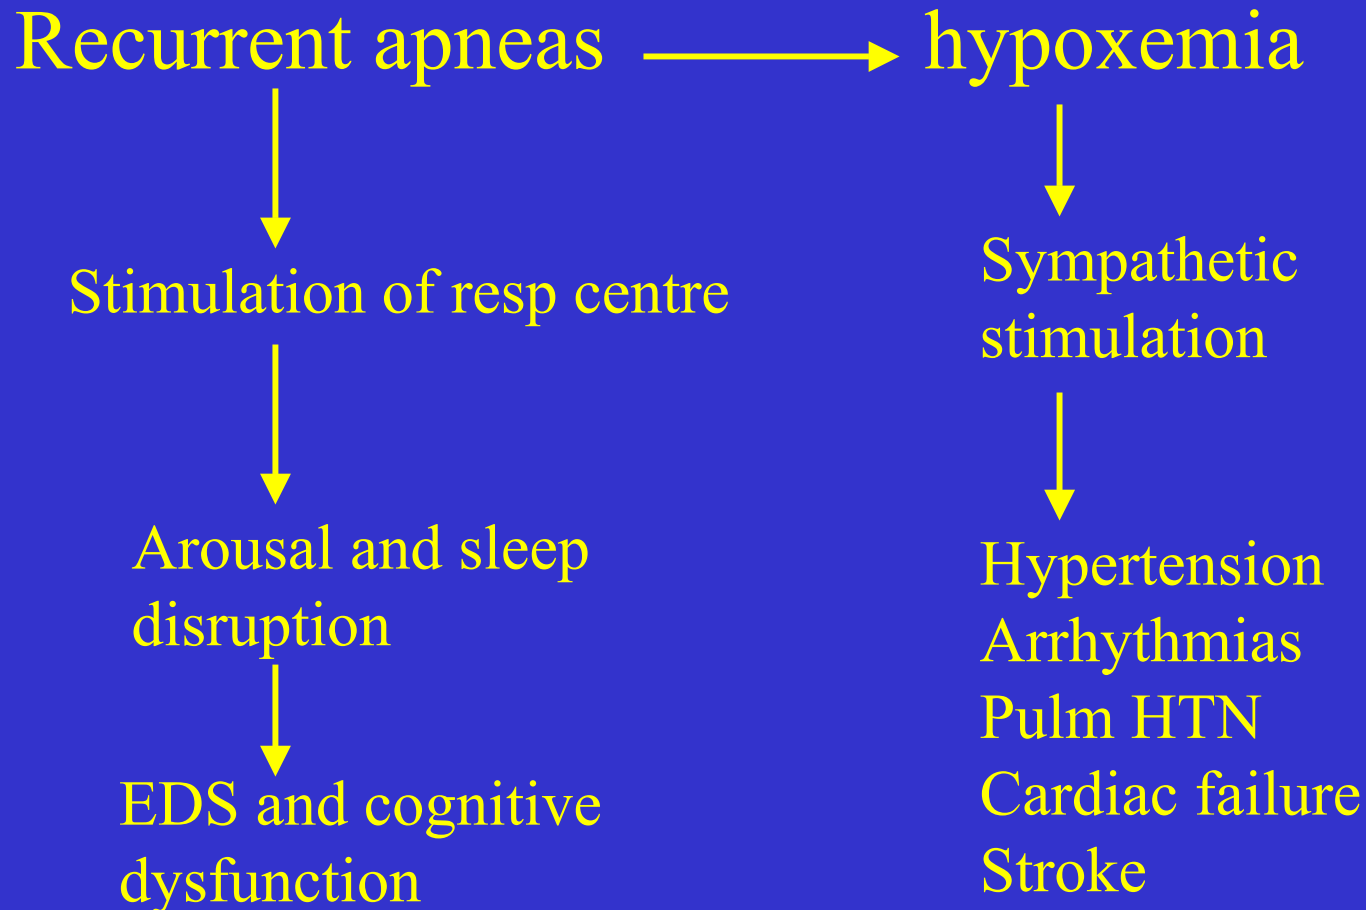 Recurrent apneas
hypoxemia
Stimulation of resp centre
Arousal and sleep
disruption
EDS and cognitive
dysfunction
Sympathetic
stimulation
Hypertension
Arrhythmias
Pulm HTN
Cardiac failure
Stroke